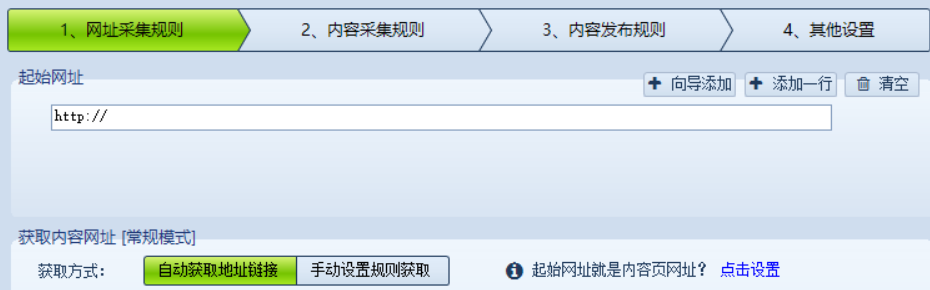 1、网址采集规则 2、内容采集规则 3、内容发布规则 4、其他设置
起始网址
向导添加 添加一行 清空
http://
获取内容网址 [常规模式]
获取方式： 自动获取地址链接 手动设置规则获取 起始网址就是内容页网址？ 点击设置